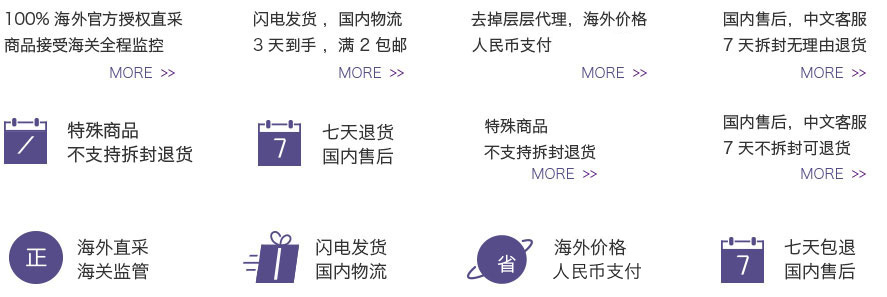 100% 海外官方授权直采
商品接受海关全程监控
MORE >>
闪电发货 ，国内物流
3 天到手 ，满 2 包邮
MORE >>
去掉层层代理，海外价格
人民币支付
MORE >>
国内售后，中文客服
7 天拆封无理由退货
MORE >>
特殊商品
不支持拆封退货
7
七天退货
国内售后
特殊商品
不支持拆封退货
MORE >>
国内售后，中文客服
7 天不拆封可退货
MORE >>
正
海外直采
海关监管
1
闪电发货
国内物流
省
海外价格
人民币支付
7
七天包退
国内售后